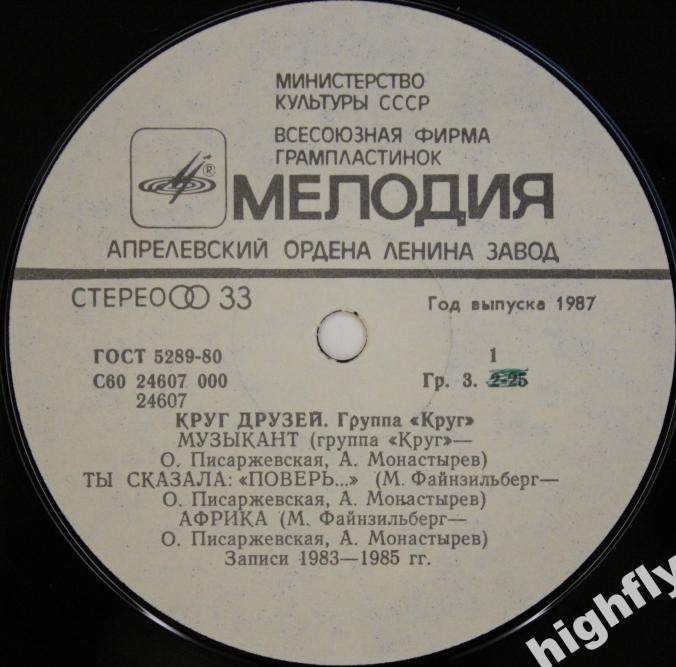 МИНИСТЕРСТВО
КУЛЬТУРЫ СССР
ВСЕСОЮЗНАЯ ФИРМА
ГРАМПЛАСТИНОК
®
МЕЛОДИЯ
АПРЕЛЕВСКИЙ ОРДЕНА ЛЕНИНА ЗАВОД
СТЕРЕО 33
Год выпуска 1987
ГОСТ 5289-80
1
С60 24607 000
Гр. 3. 2-25
24607
КРУГ ДРУЗЕЙ. Группа «Круг»
МУЗЫКАНТ (группа «Круг»—
О. Писаржевская, А. Монастырев)
ТЫ СКАЗАЛА: «ПОВЕРЬ...» (М. Файнзильберг—
О. Писаржевская, А. Монастырев)
АФРИКА (М. Файнзильберг—
О. Писаржевская, А. Монастырев)
Записи 1983—1985 гг.
highfly